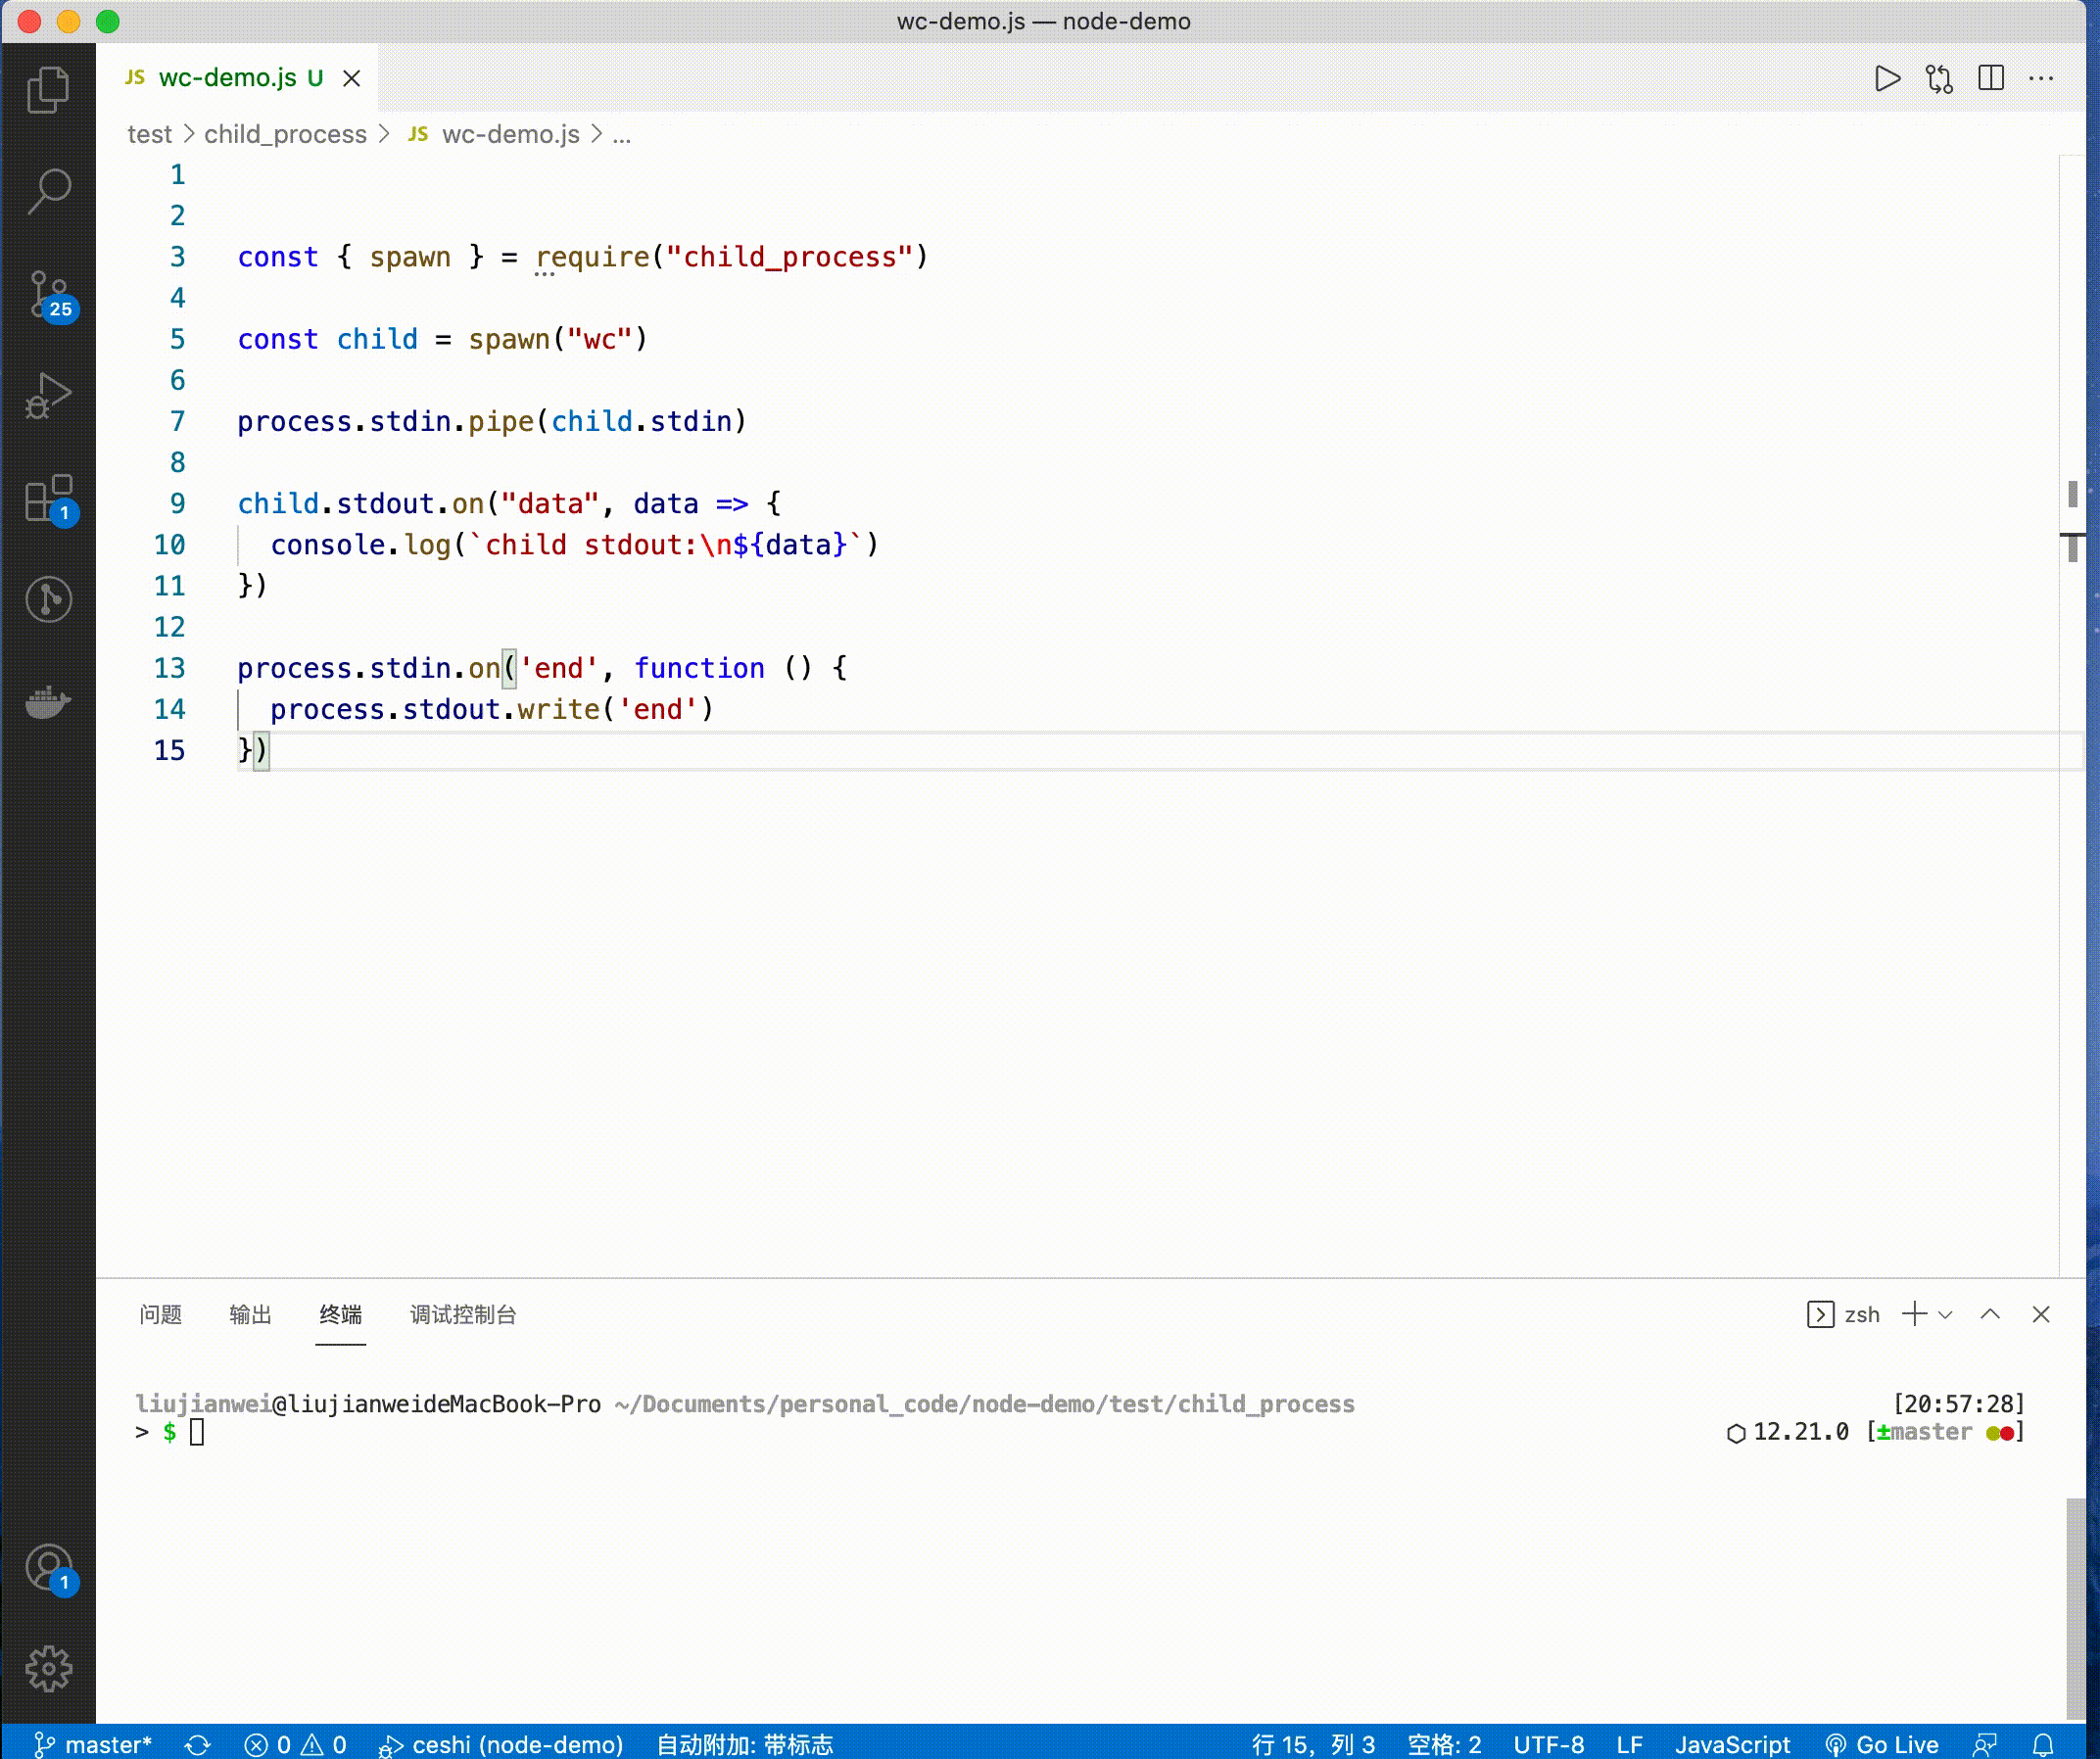 wc-demo.js — node-demo
JS wc-demo.js U
test > child_process > JS wc-demo.js > ...
1
2
3 const { spawn } = require("child_process")
4
5 const child = spawn("wc")
6
7 process.stdin.pipe(child.stdin)
8
9 child.stdout.on("data", data => {
10 console.log(`child stdout:\n${data}`)
11 })
12
13 process.stdin.on('end', function () {
14 process.stdout.write('end')
15 })
25
1
1
问题 输出 终端 调试控制台 zsh
liujianwei@liujianweideMacBook-Pro ~/Documents/personal_code/node-demo/test/child_process [20:57:28]
> $ 12.21.0 [±master ●●]
master* 0 0 ceshi (node-demo) 自动附加: 带标志 行 15，列 3 空格: 2 UTF-8 LF JavaScript Go Live